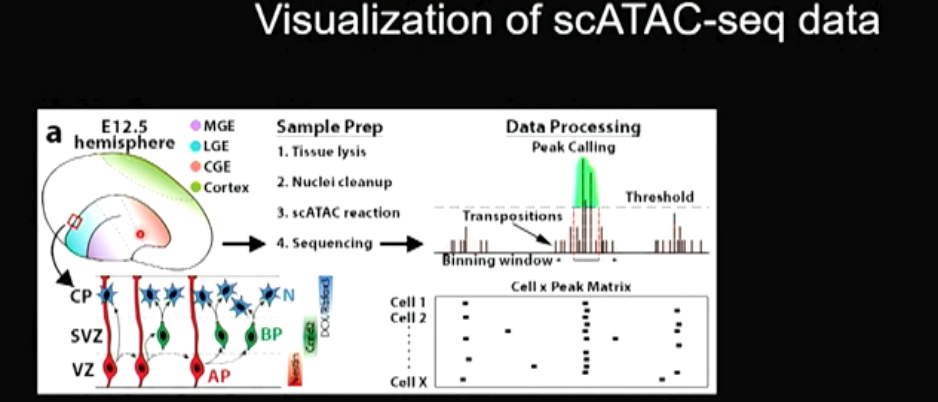 Visualization of scATAC-seq data
a
E12.5
hemisphere
MGE
LGE
CGE
Cortex
Sample Prep
1. Tissue lysis
2. Nuclei cleanup
3. scATAC reaction
4. Sequencing
Data Processing
Peak Calling
Threshold
Transpositions
Binning window
CP
N
SVZ
BP
VZ
AP
Nestin
DCX/Rbfox3
Cell x Peak Matrix
Cell 1
Cell 2
Cell X